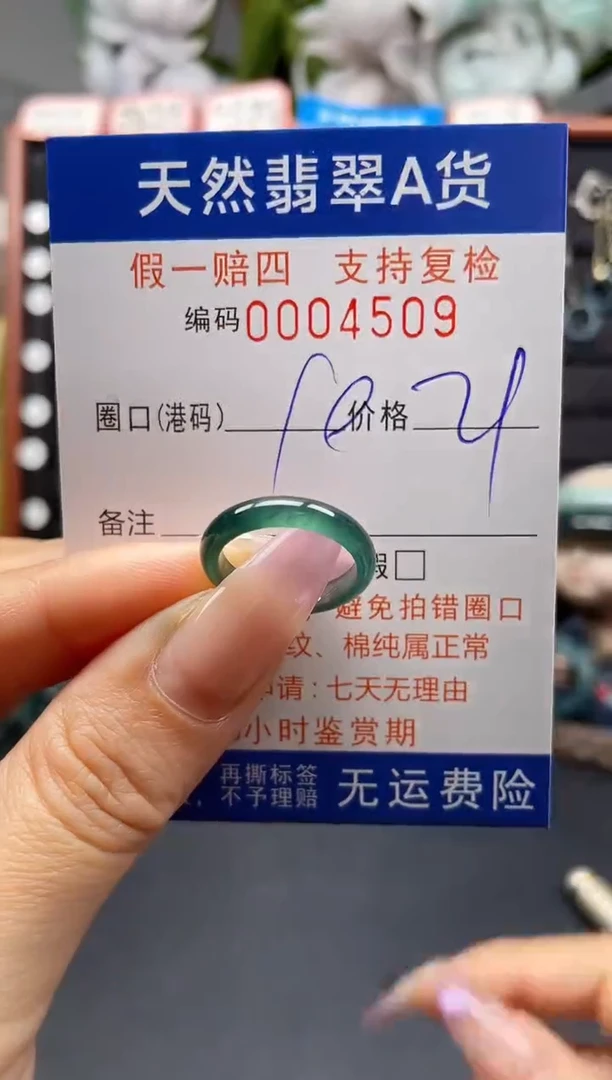 天然翡翠A货
假一赔四 支持复检
编码0004509
圈口(港码) 价格
备注
假□
避免拍错圈口
纹、棉纯属正常
申请：七天无理由
小时鉴赏期
再撕标签
，不予理赔 无运费险